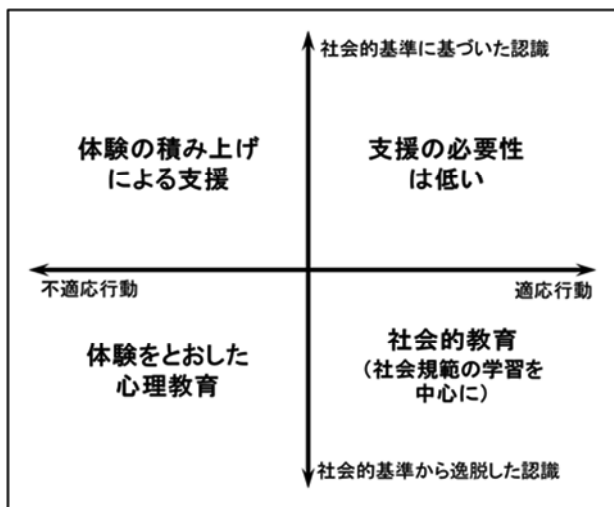 社会的基準に基づいた認識
体験の積み上げ
による支援
支援の必要性
は低い
不適応行動
適応行動
体験をとおした
心理教育
社会的教育
（社会規範の学習を
中心に）
社会的基準から逸脱した認識